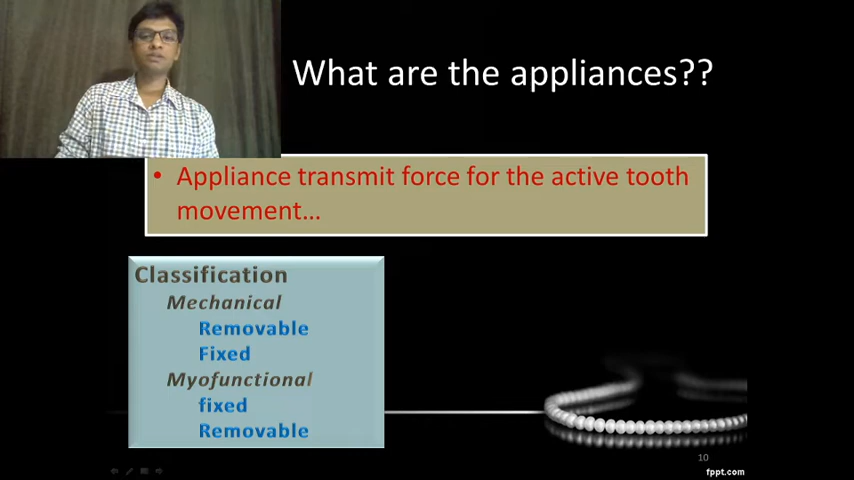 What are the appliances??
• Appliance transmit force for the active tooth
movement...
Classification
Mechanical
Removable
Fixed
Myofunctional
fixed
Removable
10
fppt.com